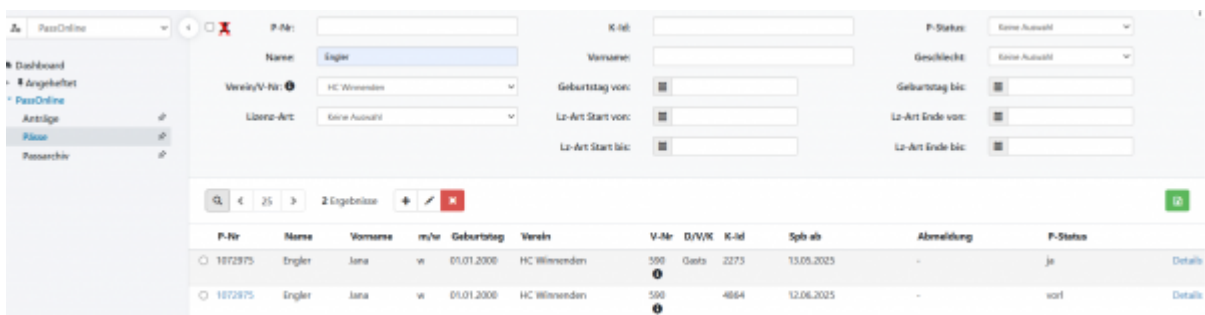 PassOnline P-Nr: K-Id: P-Status: Keine Auswahl
Dashboard Name: Engler Vorname: Geschlecht: Keine Auswahl
Angeheftet
PassOnline Verein/V-Nr: HC Winnenden Geburtstag von: Geburtstag bis:
Anträge Lizenz-Art: Keine Auswahl Lz-Art Start von: Lz-Art Ende von:
Pässe
Passarchiv Lz-Art Start bis: Lz-Art Ende bis:
25 2 Ergebnisse
P-Nr Name Vorname m/w Geburtstag Verein V-Nr D/V/K K-Id Spb ab Abmeldung P-Status
1072975 Engler Jana w 01.01.2000 HC Winnenden 590 Gasts 2273 13.05.2025 - ja Details
1072975 Engler Jana w 01.01.2000 HC Winnenden 590 4864 12.06.2025 - vorl Details